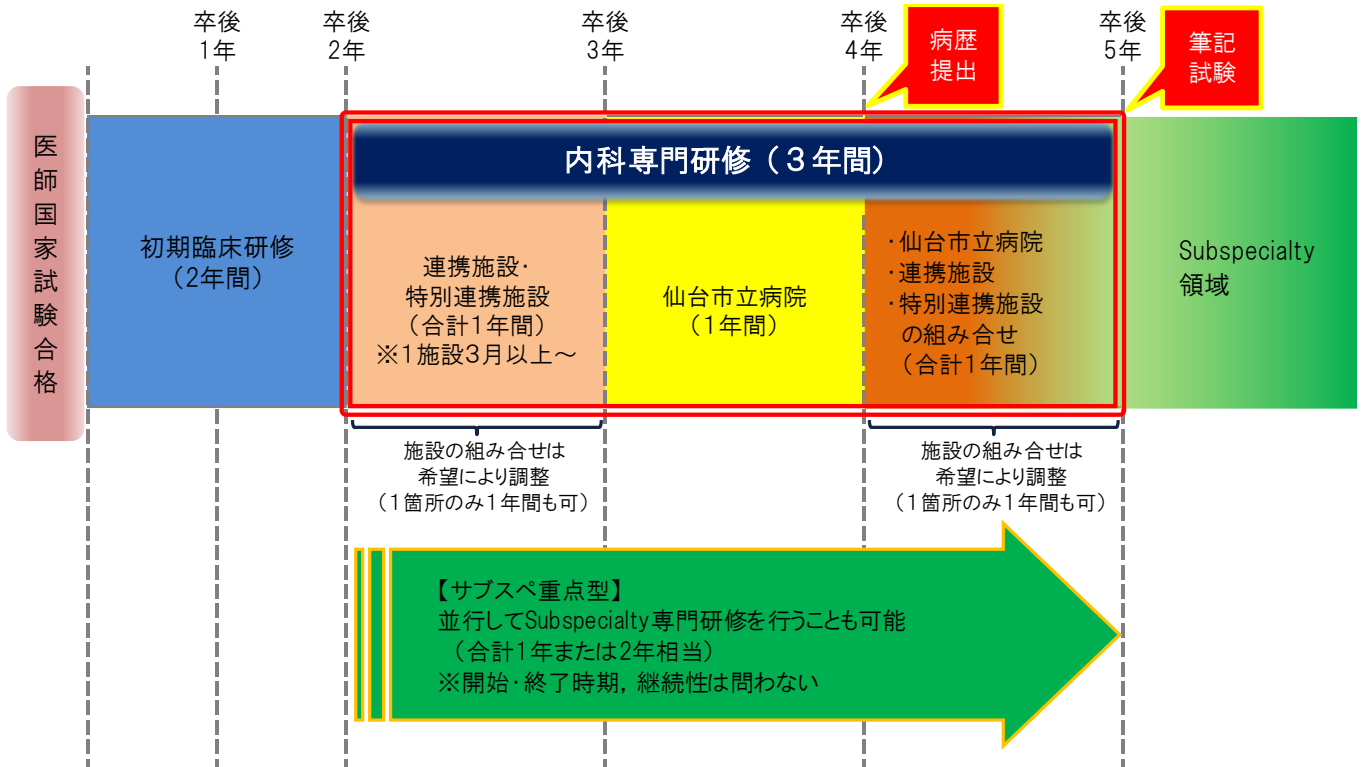 卒後
1年
卒後
2年
卒後
3年
卒後
4年
病歴
提出
卒後
5年
筆記
試験
医師国家試験合格
初期臨床研修
(2年間)
内科専門研修(3年間)
連携施設・
特別連携施設
(合計1年間)
※1施設3月以上～
仙台市立病院
(1年間)
・仙台市立病院
・連携施設
・特別連携施設
の組み合せ
(合計1年間)
Subspecialty
領域
施設の組み合せは
希望により調整
(1箇所のみ1年間も可)
施設の組み合せは
希望により調整
(1箇所のみ1年間も可)
【サブスペ重点型】
並行してSubspecialty専門研修を行うことも可能
(合計1年または2年相当)
※開始・終了時期，継続性は問わない